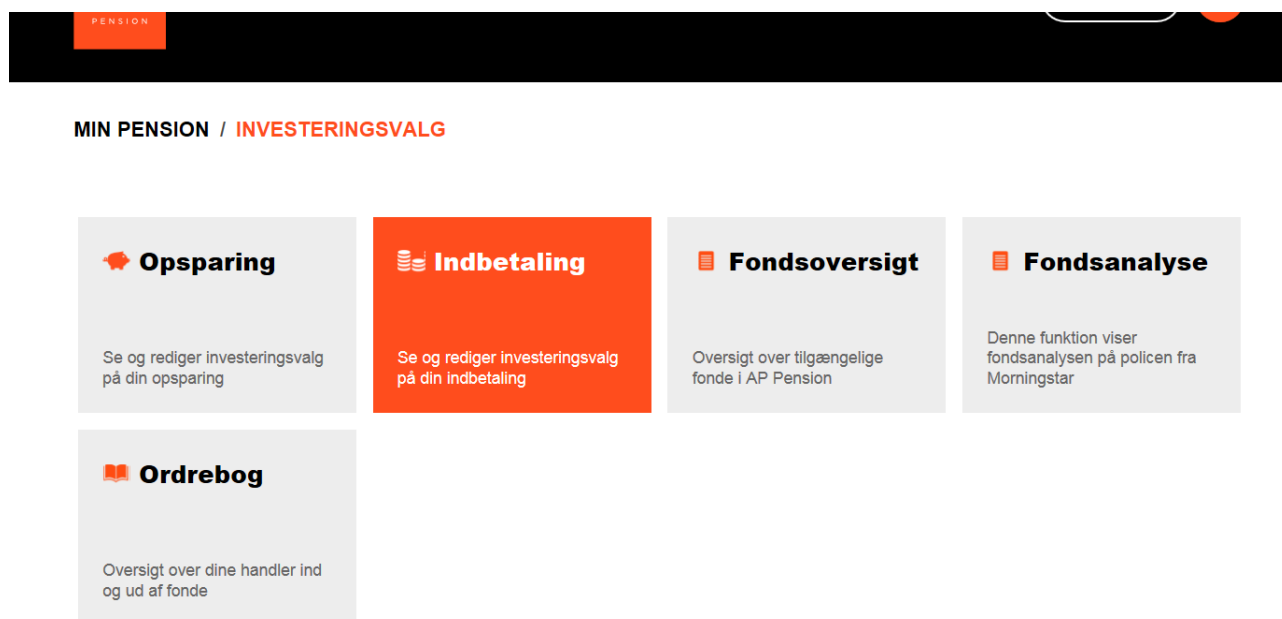 PENSION
MIN PENSION / INVESTERINGSVALG
Opsparing
Se og rediger investeringsvalg
på din opsparing
Indbetaling
Se og rediger investeringsvalg
på din indbetaling
Fondsoversigt
Oversigt over tilgængelige
fonde i AP Pension
Fondsanalyse
Denne funktion viser
fondsanalysen på policen fra
Morningstar
Ordrebog
Oversigt over dine handler ind
og ud af fonde